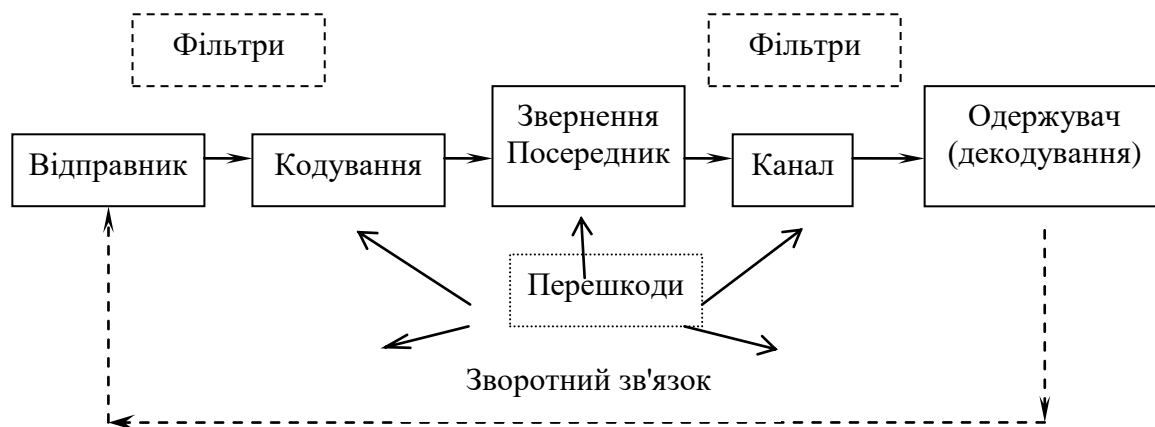 Фільтри
Фільтри
Відправник
Кодування
Звернення
Посередник
Канал
Одержувач
(декодування)
Перешкоди
Зворотний зв'язок